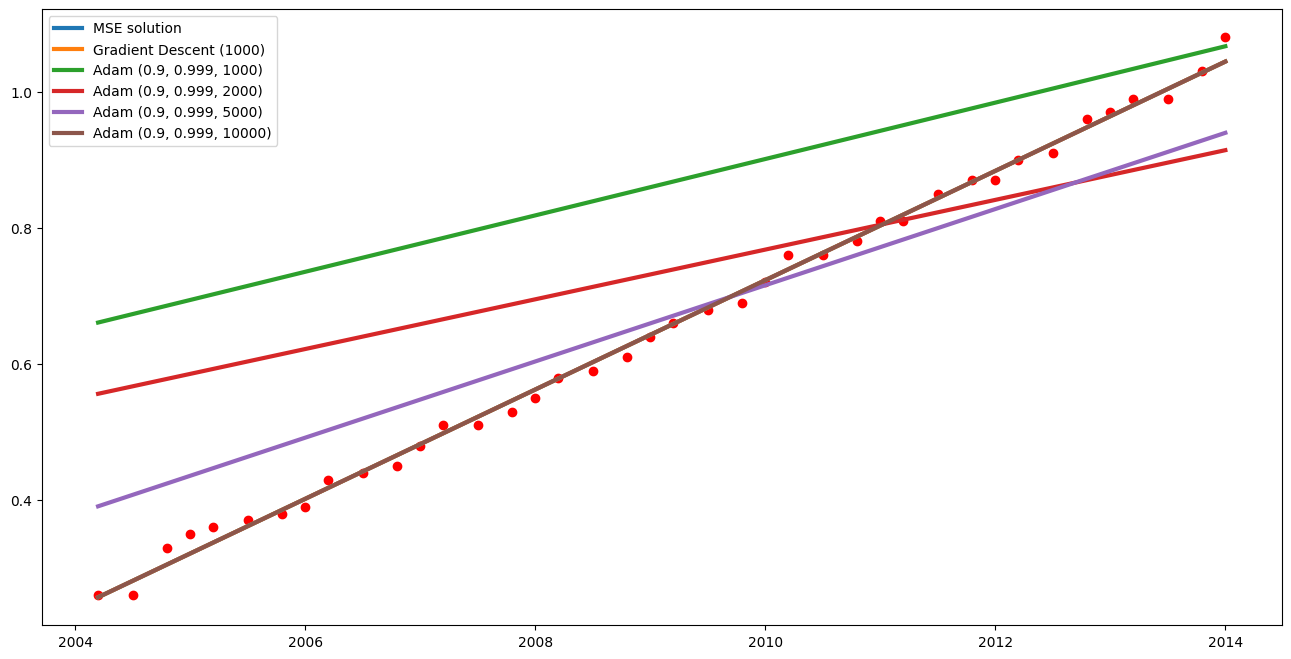 MSE solution
Gradient Descent (1000)
Adam (0.9, 0.999, 1000)
Adam (0.9, 0.999, 2000)
Adam (0.9, 0.999, 5000)
Adam (0.9, 0.999, 10000)
1.0
0.8
0.6
0.4
2004 2006 2008 2010 2012 2014